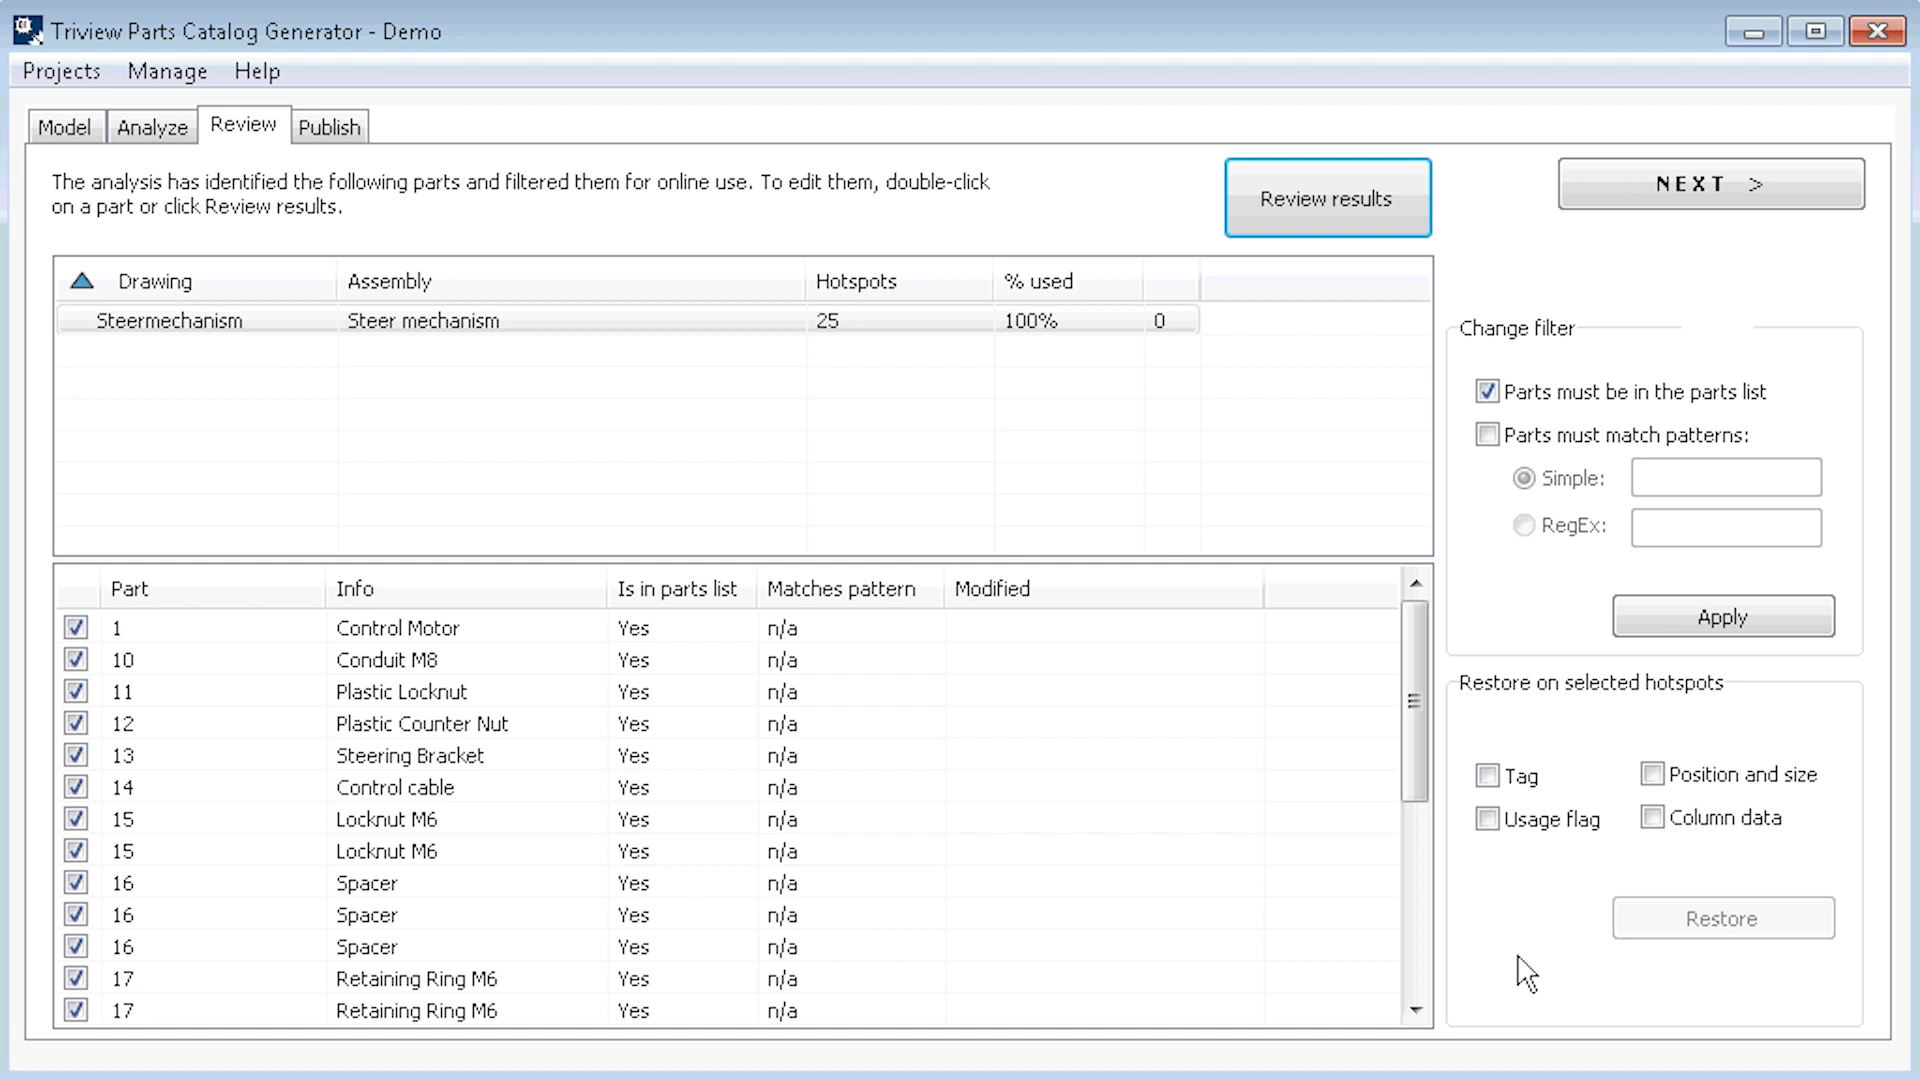 Triview Parts Catalog Generator - Demo
Projects Manage Help
Model Analyze Review Publish
The analysis has identified the following parts and filtered them for online use. To edit them, double-click
on a part or click Review results.
Review results
NEXT >
Drawing Assembly Hotspots % used
Steermechanism Steer mechanism 25 100% 0
Change filter
Parts must be in the parts list
Parts must match patterns:
Simple:
RegEx:
Apply
Part Info Is in parts list Matches pattern Modified
1 Control Motor Yes n/a
10 Conduit M8 Yes n/a
11 Plastic Locknut Yes n/a
12 Plastic Counter Nut Yes n/a
13 Steering Bracket Yes n/a
14 Control cable Yes n/a
15 Locknut M6 Yes n/a
15 Locknut M6 Yes n/a
16 Spacer Yes n/a
16 Spacer Yes n/a
16 Spacer Yes n/a
17 Retaining Ring M6 Yes n/a
17 Retaining Ring M6 Yes n/a
Restore on selected hotspots
Tag Position and size
Usage flag Column data
Restore